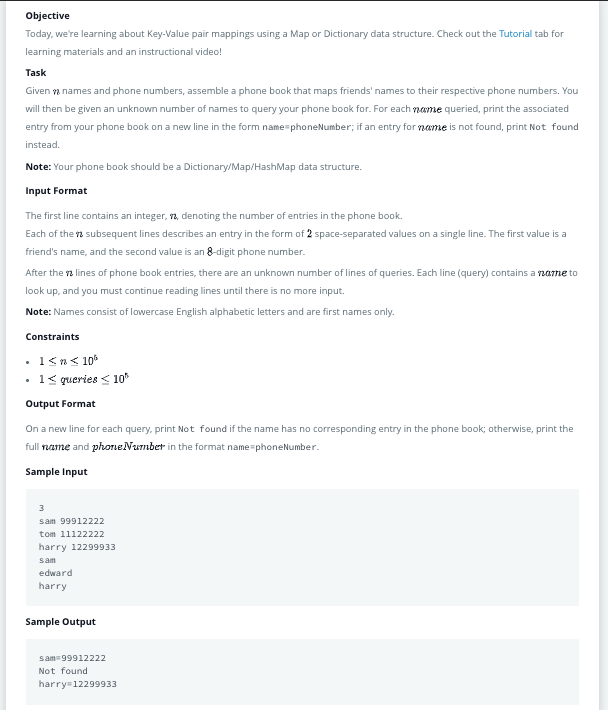 Objective
Today, we're learning about Key-Value pair mappings using a Map or Dictionary data structure. Check out the Tutorial tab for
learning materials and an instructional video!
Task
Given n names and phone numbers, assemble a phone book that maps friends' names to their respective phone numbers. You
will then be given an unknown number of names to query your phone book for. For each name queried, print the associated
entry from your phone book on a new line in the form name=phoneNumber; if an entry for name is not found, print Not found
instead.
Note: Your phone book should be a Dictionary/Map/HashMap data structure.
Input Format
The first line contains an integer, n, denoting the number of entries in the phone book.
Each of the n subsequent lines describes an entry in the form of 2 space-separated values on a single line. The first value is a
friend's name, and the second value is an 8-digit phone number.
After the n lines of phone book entries, there are an unknown number of lines of queries. Each line (query) contains a name to
look up, and you must continue reading lines until there is no more input.
Note: Names consist of lowercase English alphabetic letters and are first names only.
Constraints
• 1 ≤ n ≤ 10⁵
• 1 ≤ queries ≤ 10⁵
Output Format
On a new line for each query, print Not found if the name has no corresponding entry in the phone book; otherwise, print the
full name and phoneNumber in the format name=phoneNumber.
Sample Input
3
sam 99912222
tom 11122222
harry 12299933
sam
edward
harry
Sample Output
sam=99912222
Not found
harry=12299933